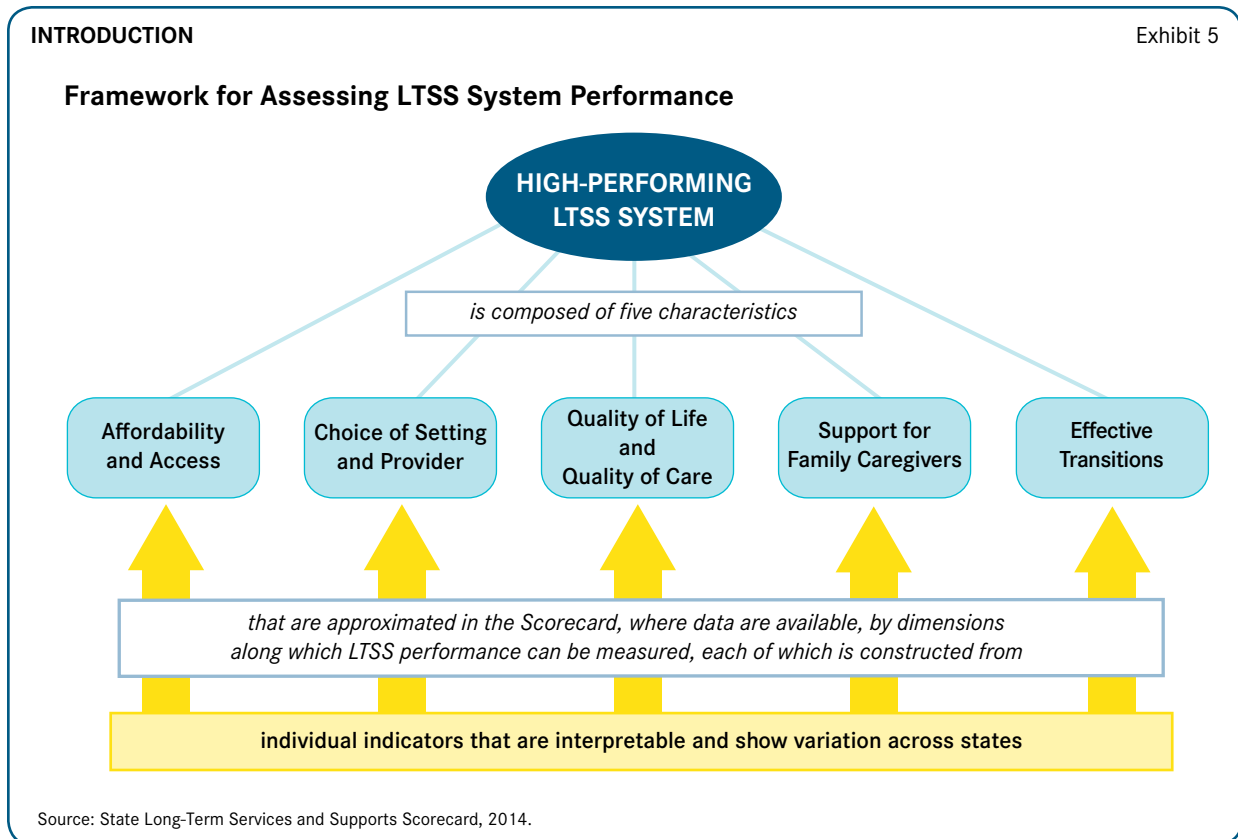 INTRODUCTION
Exhibit 5
Framework for Assessing LTSS System Performance
HIGH-PERFORMING
LTSS SYSTEM
is composed of five characteristics
Affordability
and Access
Choice of Setting
and Provider
Quality of Life
and
Quality of Care
Support for
Family Caregivers
Effective
Transitions
that are approximated in the Scorecard, where data are available, by dimensions
along which LTSS performance can be measured, each of which is constructed from
individual indicators that are interpretable and show variation across states
Source: State Long-Term Services and Supports Scorecard, 2014.